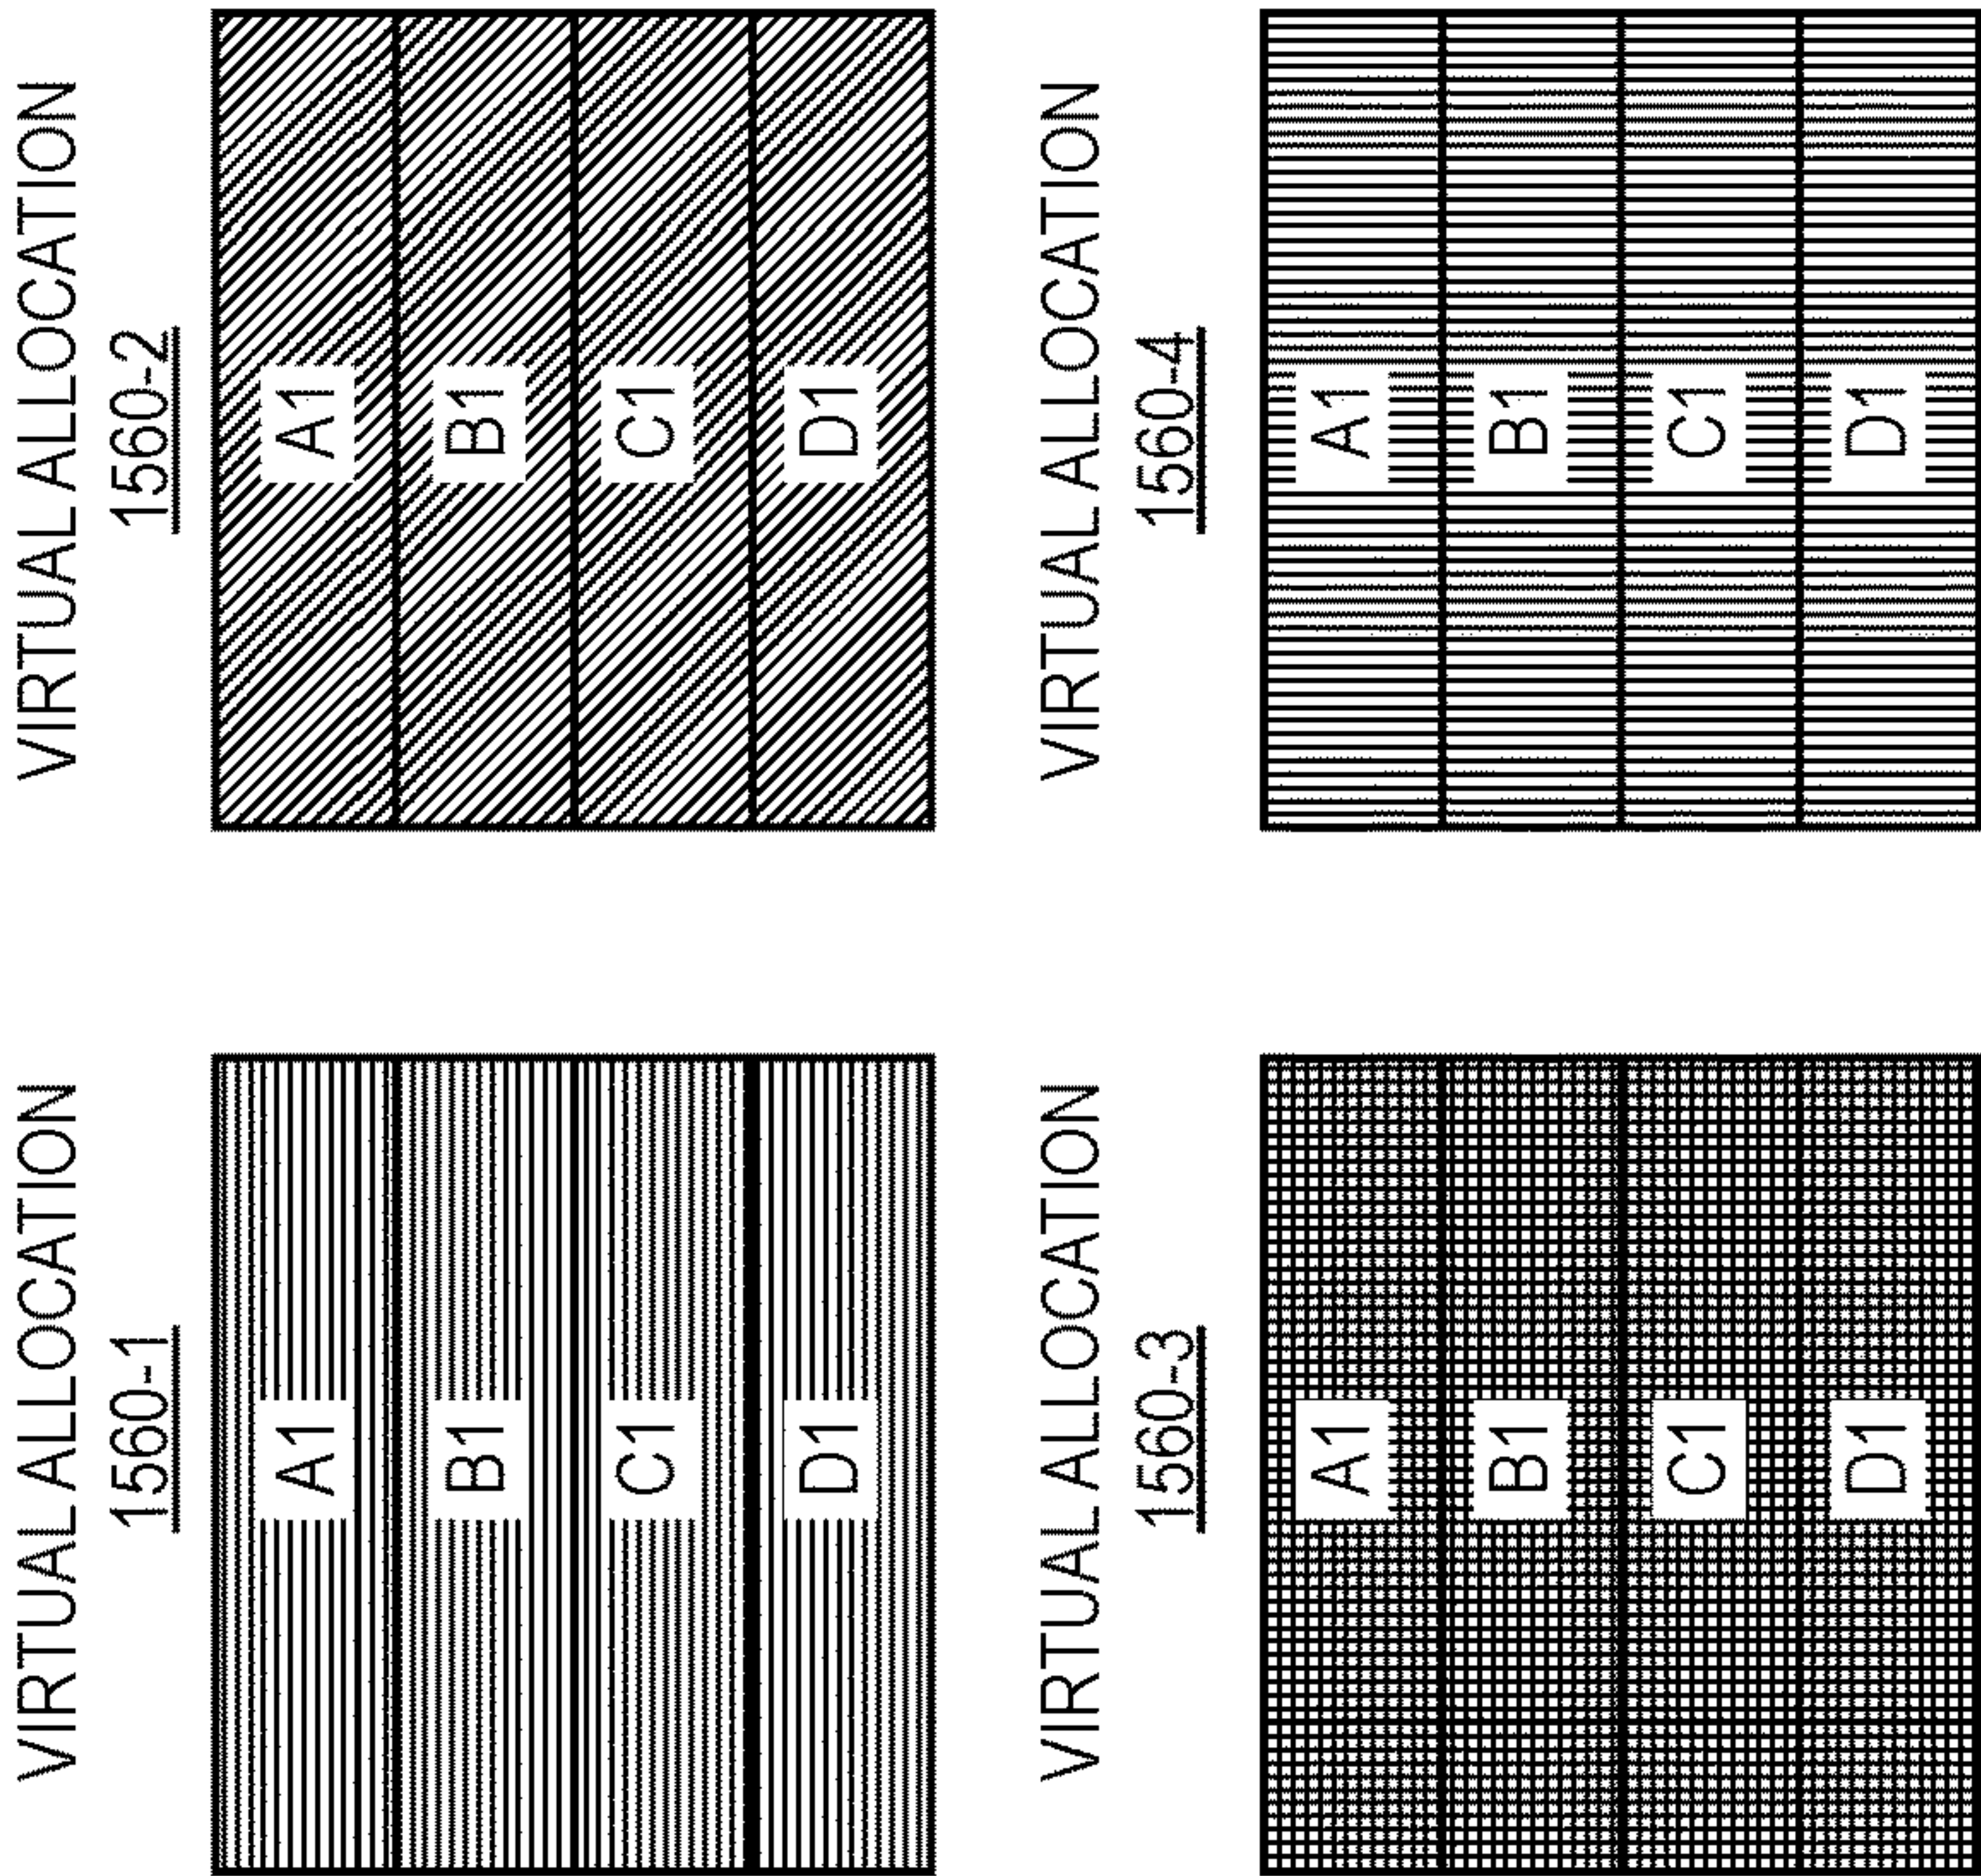 VIRTUAL ALLOCATION
1560-1
A1
B1
C1
D1
VIRTUAL ALLOCATION
1560-2
A1
B1
C1
D1
VIRTUAL ALLOCATION
1560-3
A1
B1
C1
D1
VIRTUAL ALLOCATION
1560-4
A1
B1
C1
D1